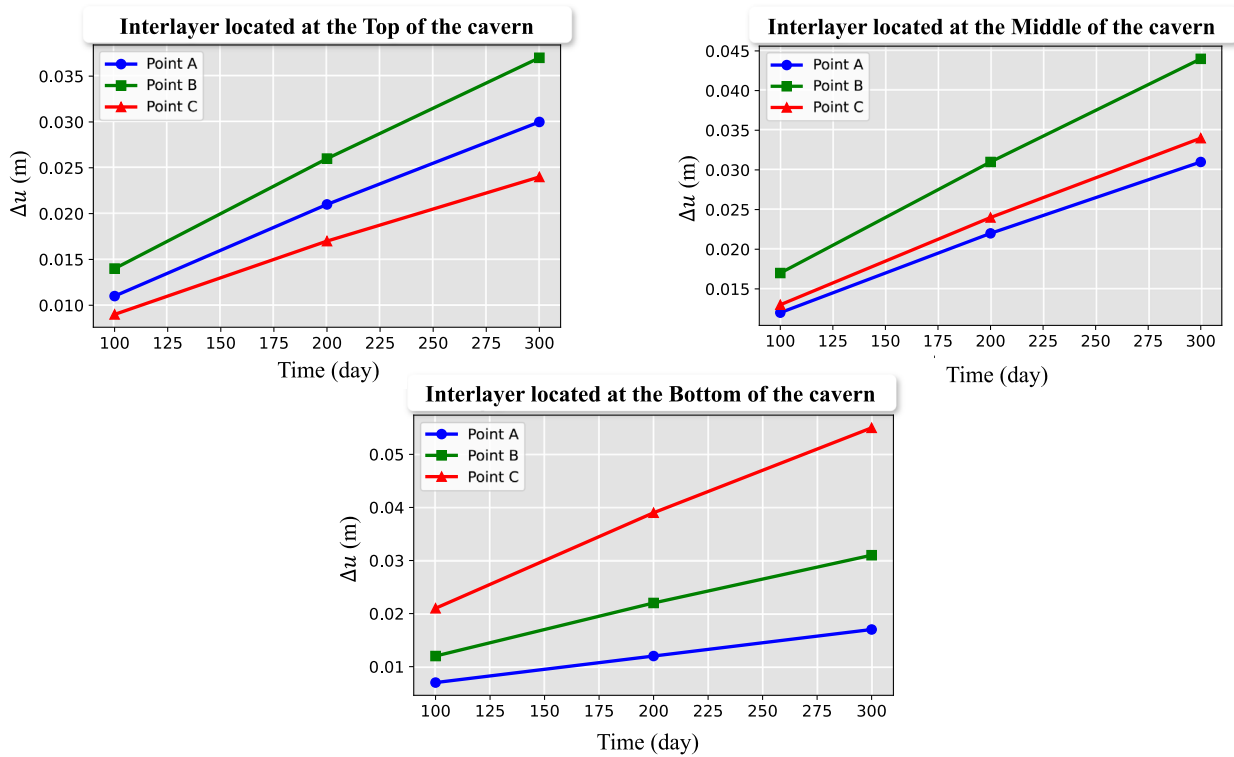 Interlayer located at the Top of the cavern
Point A
Point B
Point C
0.035
0.030
0.025
0.020
0.015
0.010
Δu (m)
100 125 150 175 200 225 250 275 300
Time (day)
Interlayer located at the Middle of the cavern
Point A
Point B
Point C
0.045
0.040
0.035
0.030
0.025
0.020
0.015
Δu (m)
100 125 150 175 200 225 250 275 300
Time (day)
Interlayer located at the Bottom of the cavern
Point A
Point B
Point C
0.05
0.04
0.03
0.02
0.01
Δu (m)
100 125 150 175 200 225 250 275 300
Time (day)